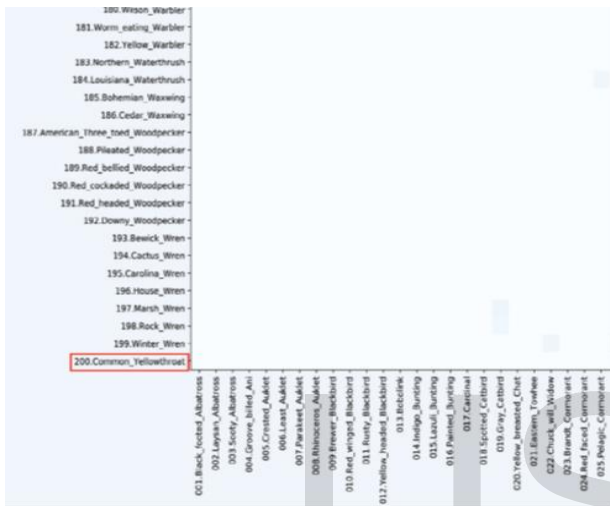 180.Wilson_Warbler
181.Worm_eating_Warbler
182.Yellow_Warbler
183.Northern_Waterthrush
184.Louisiana_Waterthrush
185.Bohemian_Waxwing
186.Cedar_Waxwing
187.American_Three_toed_Woodpecker
188.Pileated_Woodpecker
189.Red_bellied_Woodpecker
190.Red_cockaded_Woodpecker
191.Red_headed_Woodpecker
192.Downy_Woodpecker
193.Bewick_Wren
194.Cactus_Wren
195.Carolina_Wren
196.House_Wren
197.Marsh_Wren
198.Rock_Wren
199.Winter_Wren
200.Common_Yellowthroat
001.Black_footed_Albatross
002.Laysan_Albatross
003.Sooty_Albatross
004.Groove_billed_Ani
005.Crested_Auklet
006.Least_Auklet
007.Parakeet_Auklet
008.Rhinoceros_Auklet
009.Brewer_Blackbird
010.Red_winged_Blackbird
011.Rusty_Blackbird
012.Yellow_headed_Blackbird
013.Bobolink
014.Indigo_Bunting
015.Lazuli_Bunting
016.Painted_Bunting
017.Cardinal
018.Spotted_Catbird
019.Gray_Catbird
020.Yellow_breasted_Chat
021.Eastern_Towhee
022.Chuck_will_Widow
023.Brandt_Cormorant
024.Red_faced_Cormorant
025.Pelagic_Cormorant